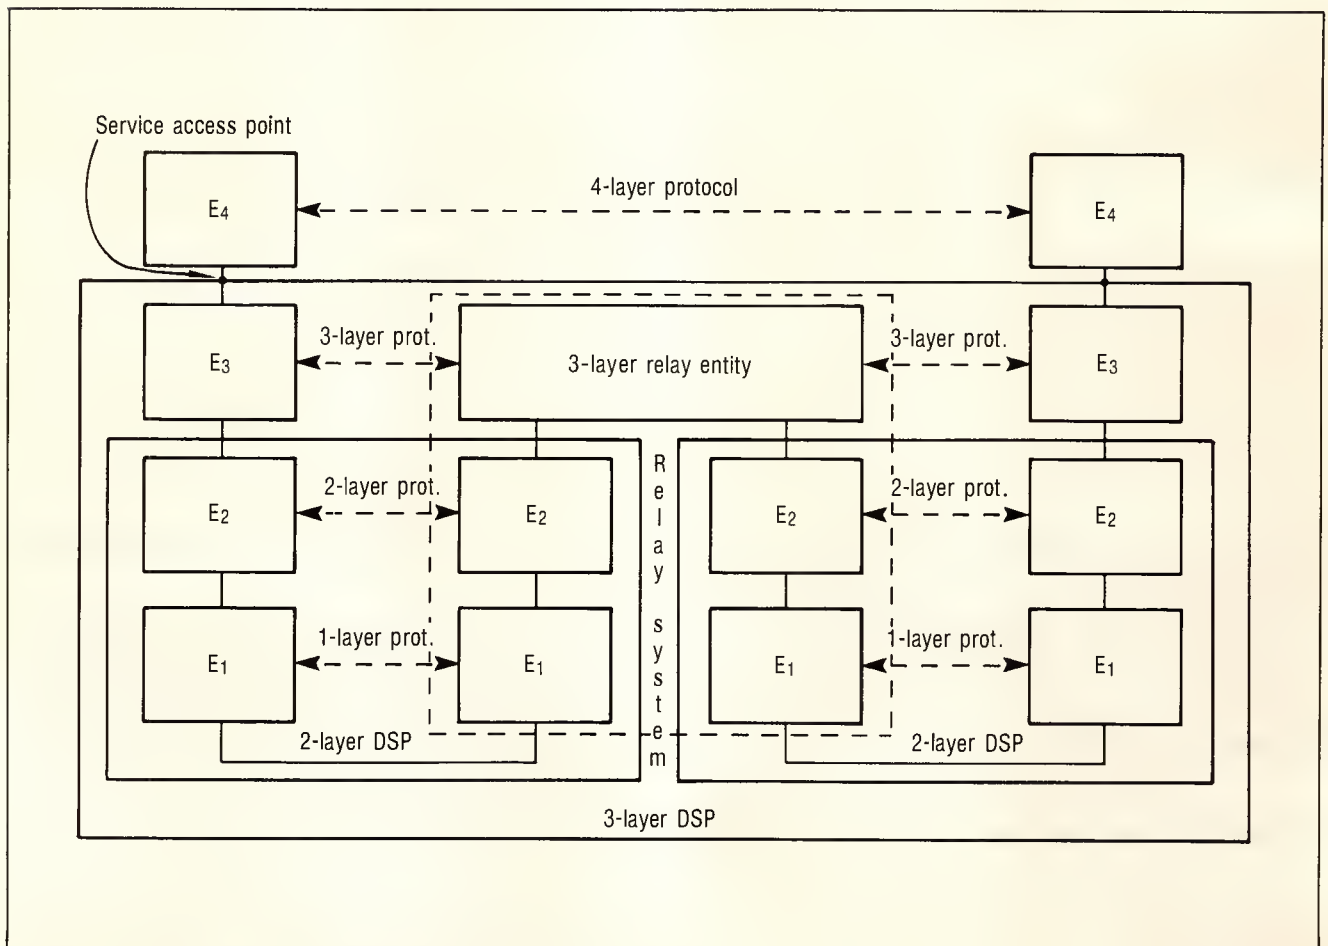 Service access point
E4
4-layer protocol
E4
E3
3-layer prot.
3-layer relay entity
3-layer prot.
E3
E2
2-layer prot.
E2
Relay system
E2
2-layer prot.
E2
E1
1-layer prot.
E1
E1
1-layer prot.
E1
2-layer DSP
2-layer DSP
3-layer DSP